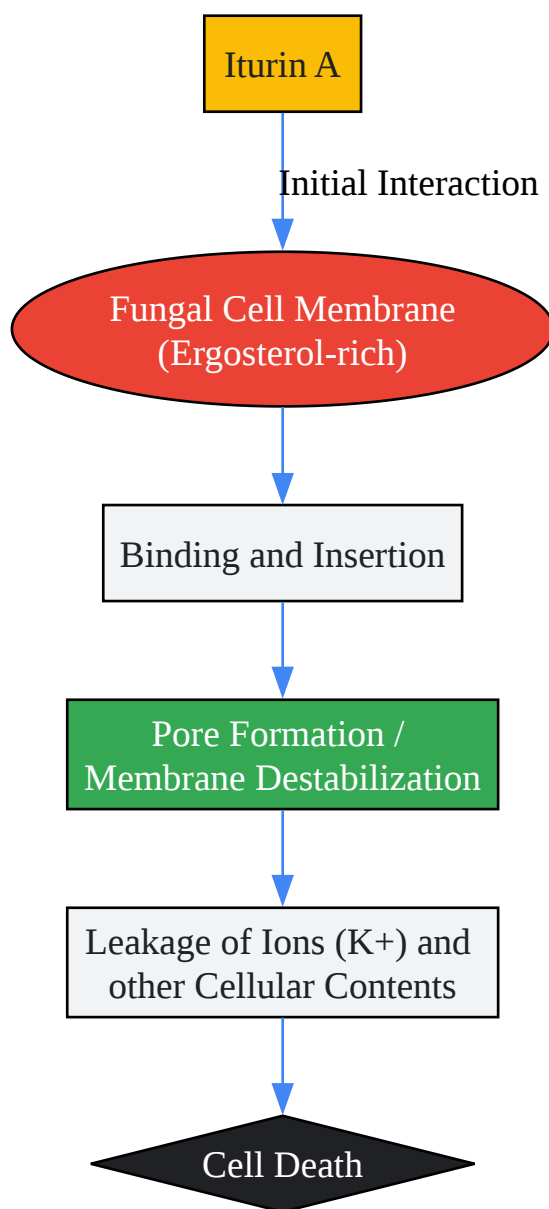 Iturin A
Initial Interaction
Fungal Cell Membrane
(Ergosterol-rich)
Binding and Insertion
Pore Formation /
Membrane Destabilization
Leakage of Ions (K+) and
other Cellular Contents
Cell Death